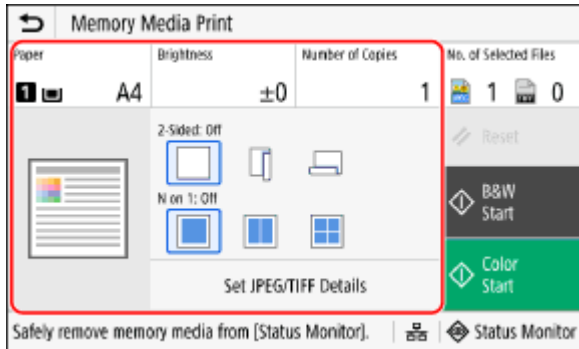 Memory Media Print
Paper
Brightness
Number of Copies
No. of Selected Files
1
A4
±0
1
1
0
2-Sided: Off
Reset
N on 1: Off
B&W
Start
Color
Start
Set JPEG/TIFF Details
Safely remove memory media from [Status Monitor].
Status Monitor